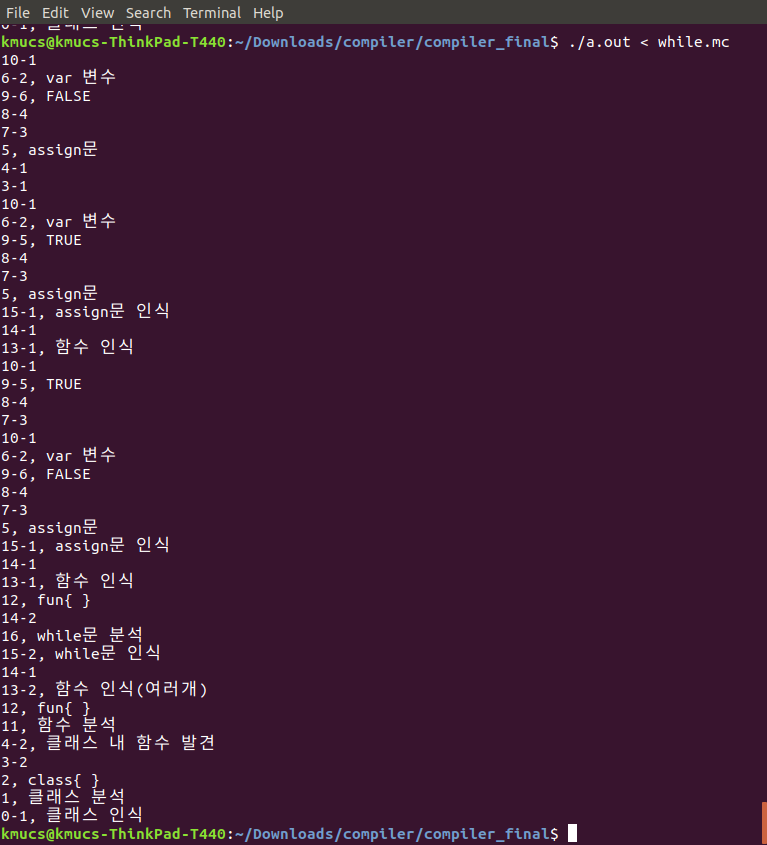 File Edit View Search Terminal Help
0-1, 클래스 인식
kmucs@kmucs-ThinkPad-T440:~/Downloads/compiler/compiler_final$ ./a.out < while.mc
10-1
6-2, var 변수
9-6, FALSE
8-4
7-3
5, assign문
4-1
3-1
10-1
6-2, var 변수
9-5, TRUE
8-4
7-3
5, assign문
15-1, assign문 인식
14-1
13-1, 함수 인식
10-1
9-5, TRUE
8-4
7-3
10-1
6-2, var 변수
9-6, FALSE
8-4
7-3
5, assign문
15-1, assign문 인식
14-1
13-1, 함수 인식
12, fun{ }
14-2
16, while문 분석
15-2, while문 인식
14-1
13-2, 함수 인식(여러개)
12, fun{ }
11, 함수 분석
4-2, 클래스 내 함수 발견
3-2
2, class{ }
1, 클래스 분석
0-1, 클래스 인식
kmucs@kmucs-ThinkPad-T440:~/Downloads/compiler/compiler_final$